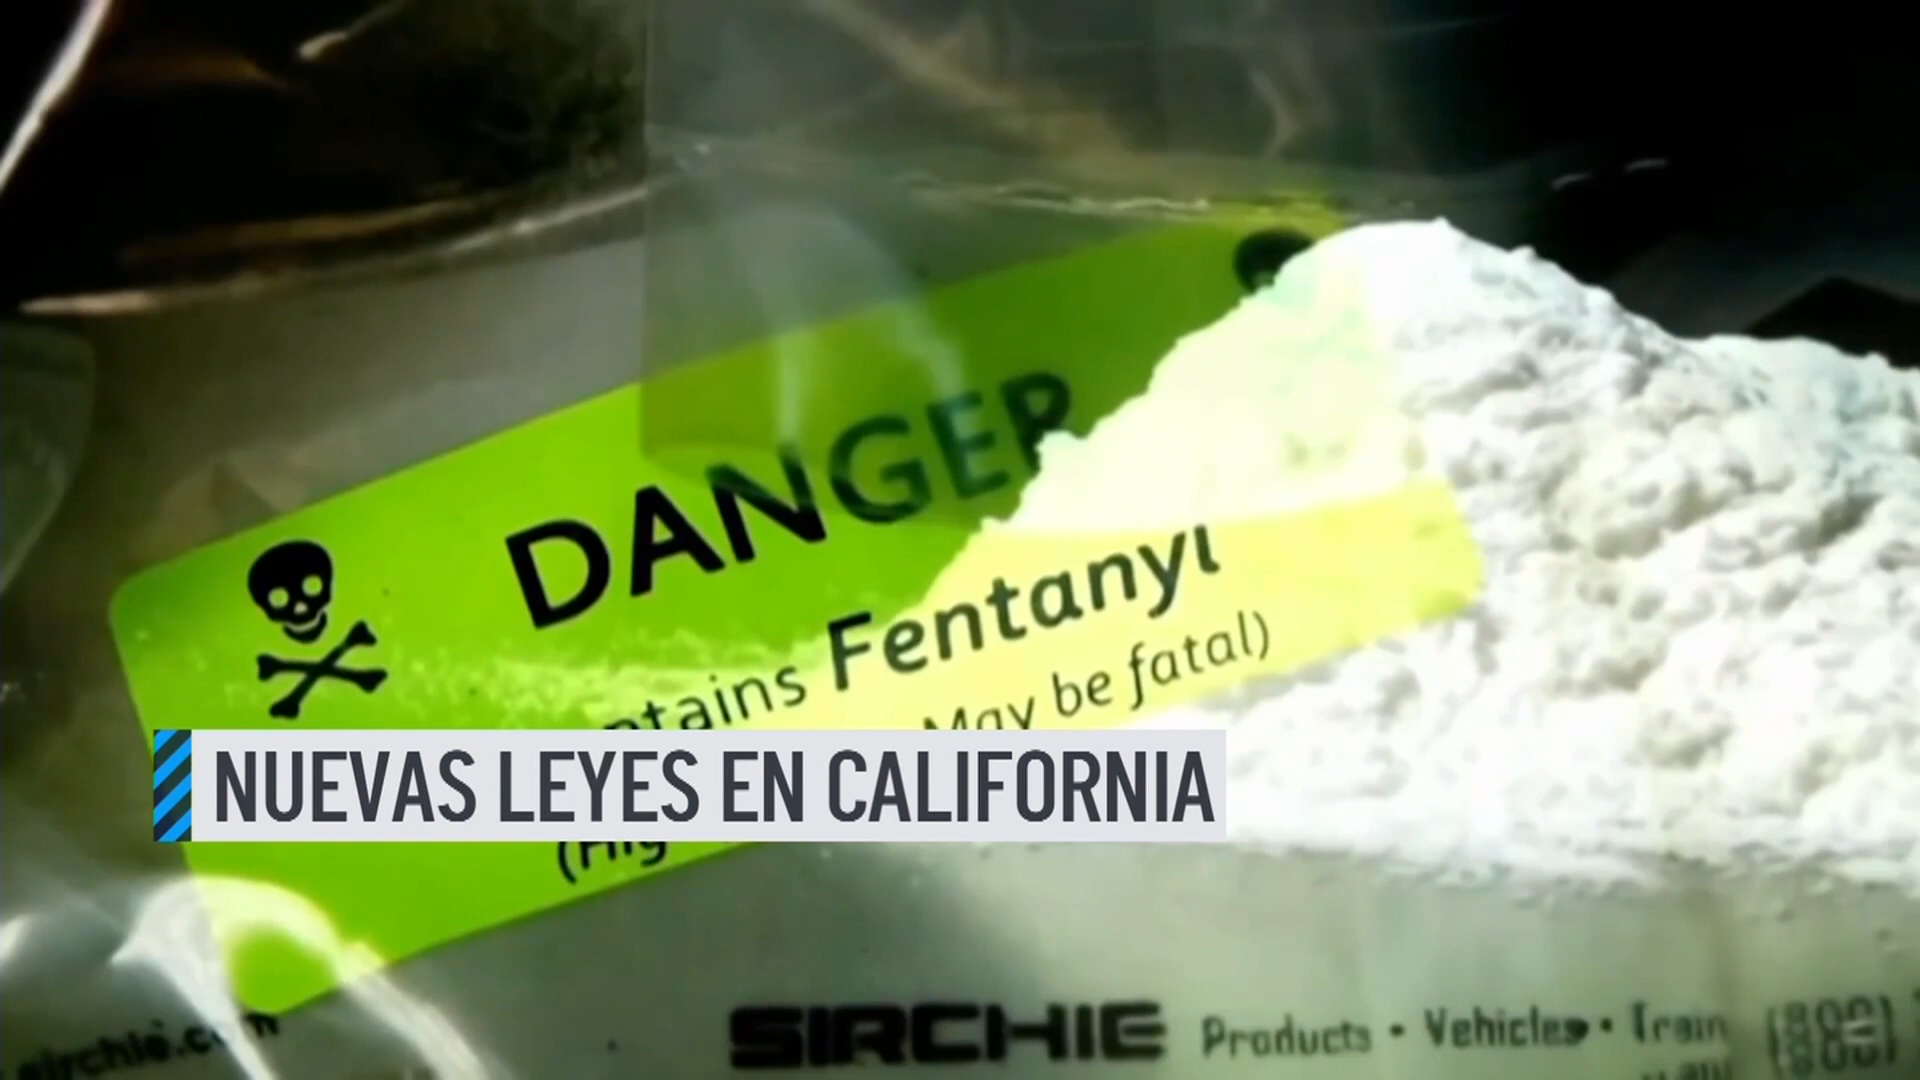 DANGER
Fentanyl
May be fatal)
NUEVAS LEYES EN CALIFORNIA
SIRCHIE Products • Vehicles •